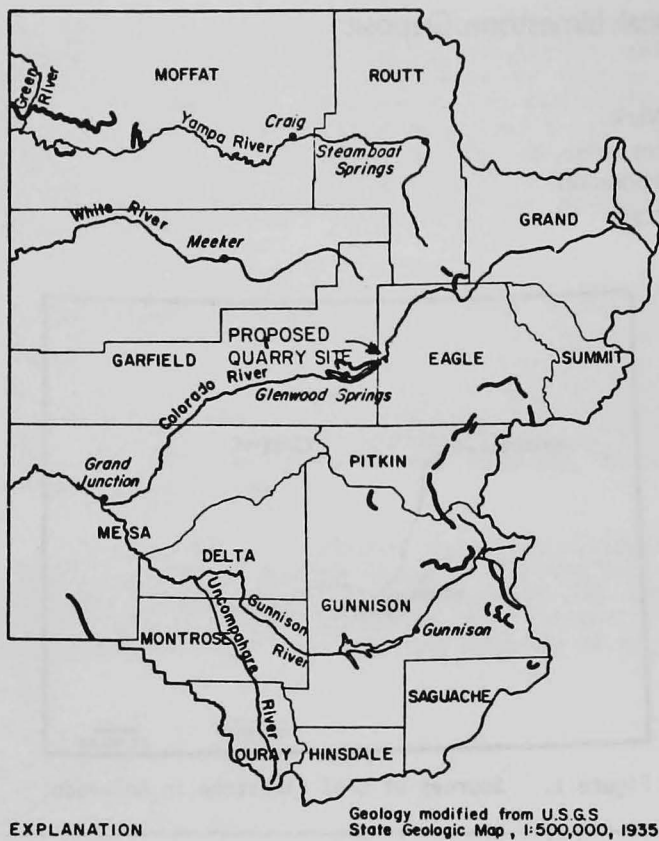 MOFFAT
ROUTT
Green
River
Yampa River
Craig
Steamboat
Springs
White River
Meeker
GRAND
PROPOSED
QUARRY SITE
GARFIELD
EAGLE
SUMMIT
Colorado River
Glenwood Springs
Grand
Junction
PITKIN
MESA
DELTA
Uncompahgre
River
Gunnison
River
GUNNISON
Gunnison
MONTROSE
SAGUACHE
OURAY
HINSDALE
EXPLANATION
Geology modified from U.S.G.S
State Geologic Map, 1:500,000, 1935